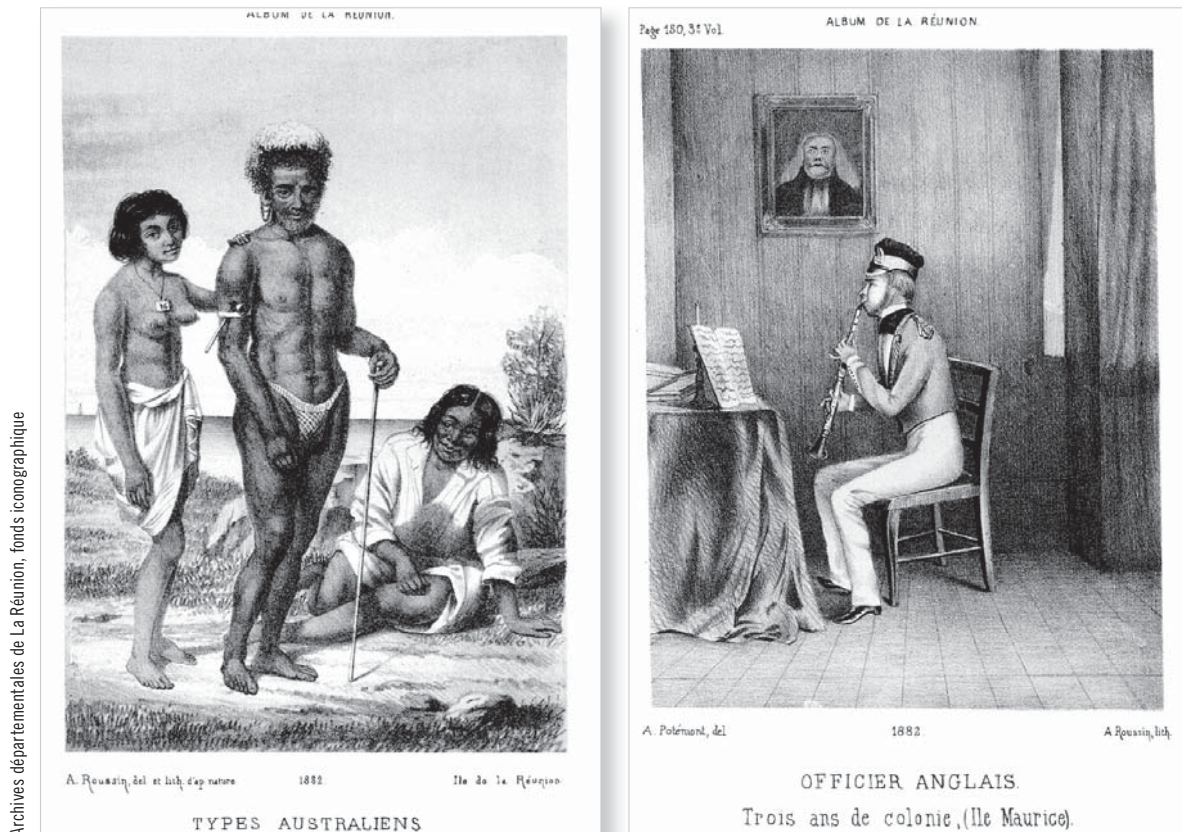 Archives départementales de La Réunion, fonds iconographique
ALBUM DE LA RÉUNION.
A. Roussin, del et lith. d'ap. nature
1882
Ile de la Réunion.
TYPES AUSTRALIENS
Page 150, 3e Vol.
ALBUM DE LA RÉUNION.
A. Potémont, del
1882
A. Roussin, lith.
OFFICIER ANGLAIS.
Trois ans de colonie, (Ile Maurice).